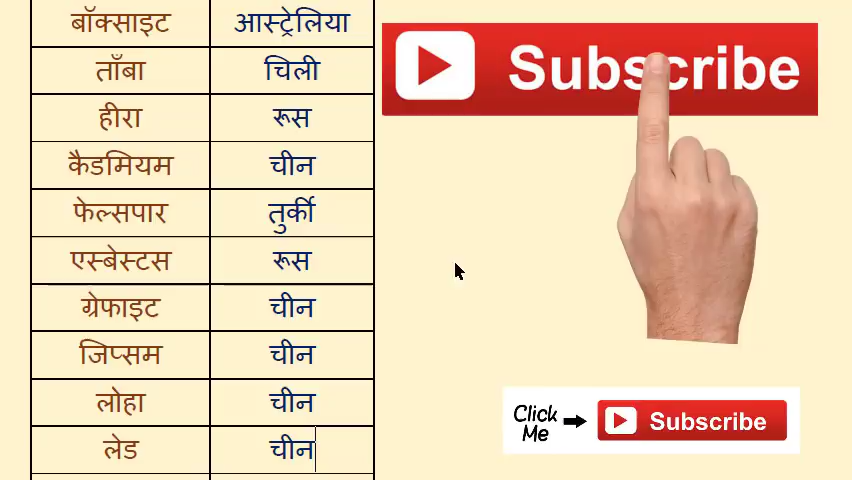 बॉक्साइट आस्ट्रेलिया
ताँबा चिली
हीरा रूस
कैडमियम चीन
फेल्सपार तुर्की
एस्बेस्टस रूस
ग्रेफाइट चीन
जिप्सम चीन
लोहा चीन
लेड चीन
Subscribe
Click
Me
Subscribe